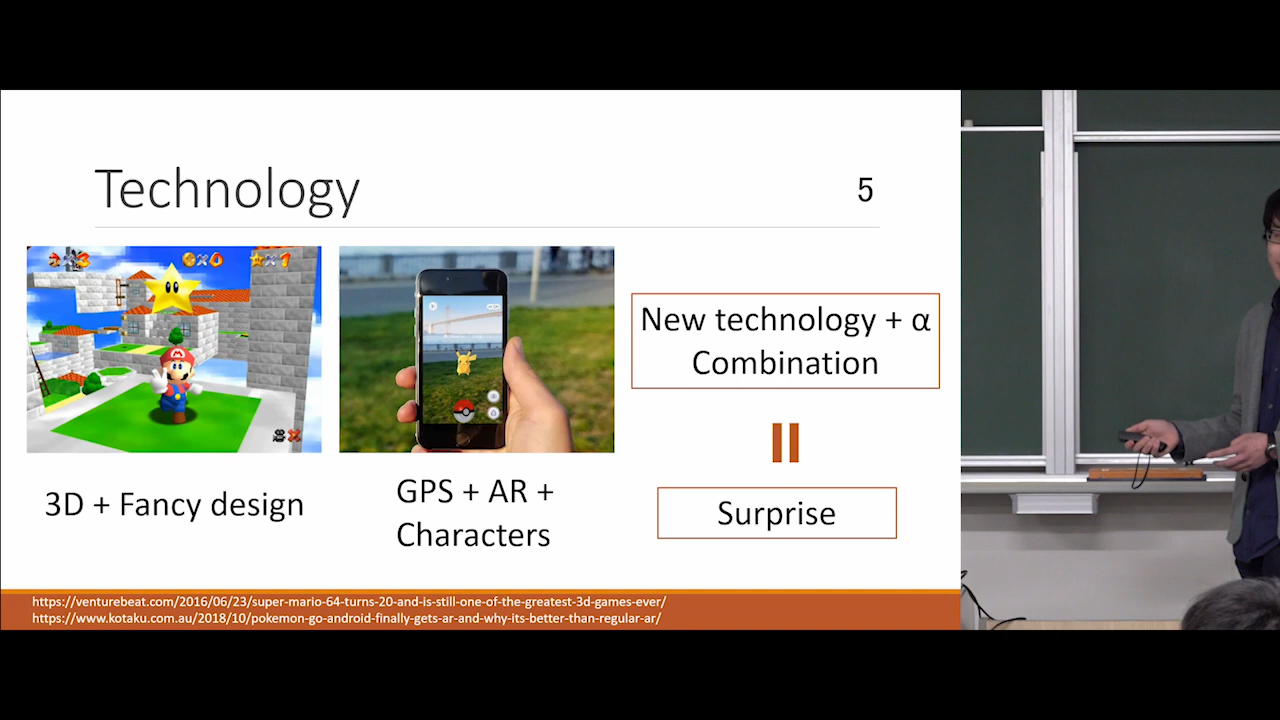 Technology
5
3D + Fancy design
GPS + AR +
Characters
New technology + α
Combination
Surprise
https://venturebeat.com/2016/06/23/super-mario-64-turns-20-and-is-still-one-of-the-greatest-3d-games-ever/
https://www.kotaku.com.au/2018/10/pokemon-go-android-finally-gets-ar-and-why-its-better-than-regular-ar/